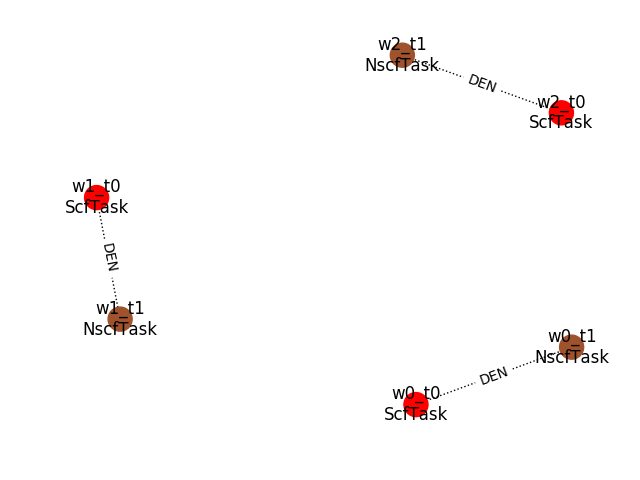 w2_t1
NscfTask
DEN
w2_t0
ScfTask
w1_t0
ScfTask
DEN
w1_t1
NscfTask
w0_t1
NscfTask
DEN
w0_t0
ScfTask